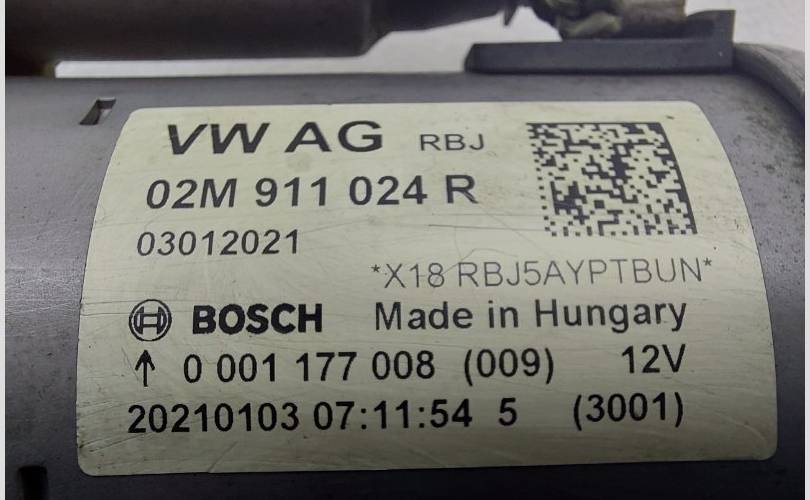 VW AG RBJ
02M 911 024 R
03012021
*X18 RBJ5AYPTBUN*
BOSCH Made in Hungary
↑ 0 001 177 008 (009) 12V
20210103 07:11:54 5 (3001)